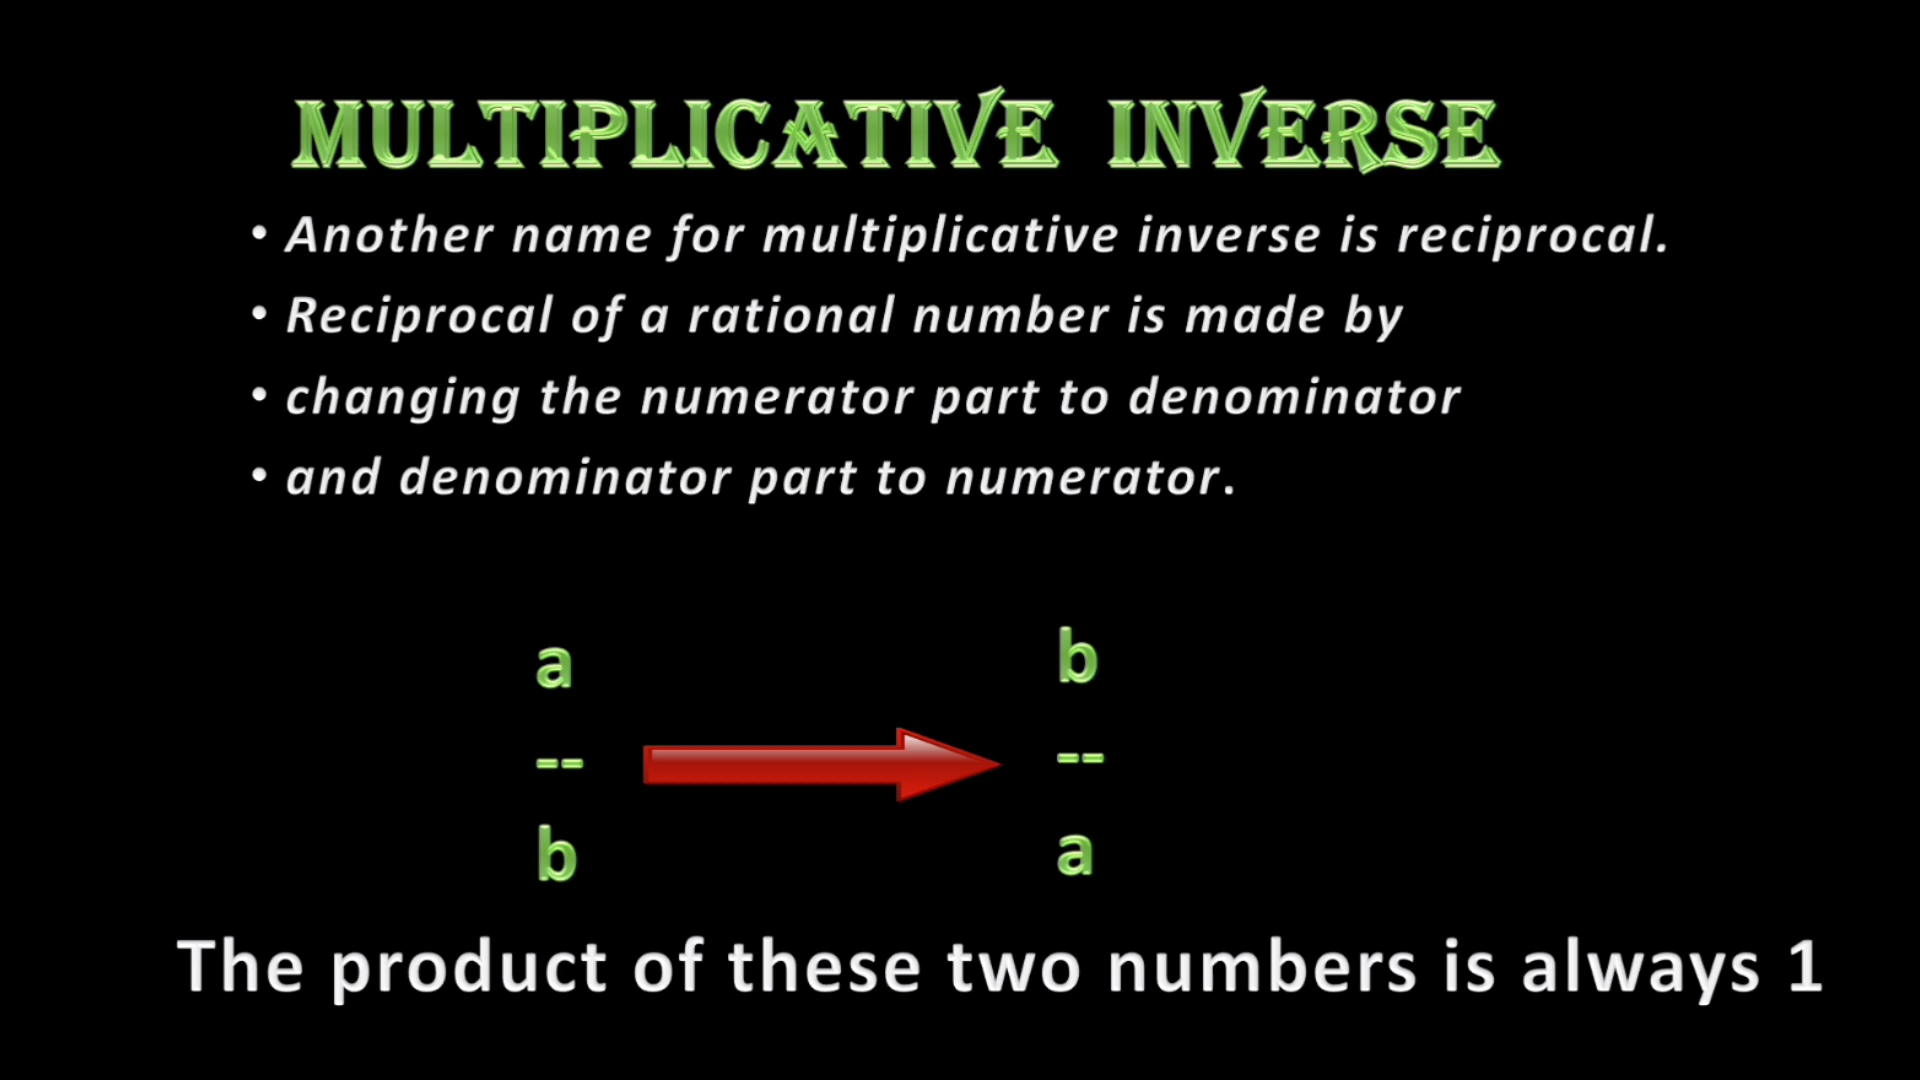 MULTIPLICATIVE INVERSE
• Another name for multiplicative inverse is reciprocal.
• Reciprocal of a rational number is made by
• changing the numerator part to denominator
• and denominator part to numerator.
a b
-- --
b a
The product of these two numbers is always 1